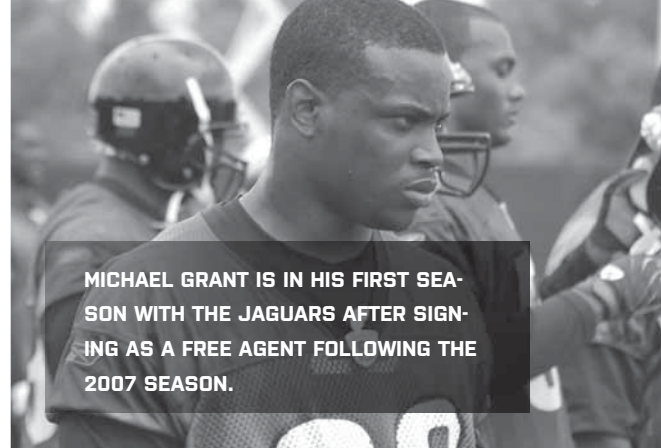 MICHAEL GRANT IS IN HIS FIRST SEA-
SON WITH THE JAGUARS AFTER SIGN-
ING AS A FREE AGENT FOLLOWING THE
2007 SEASON.